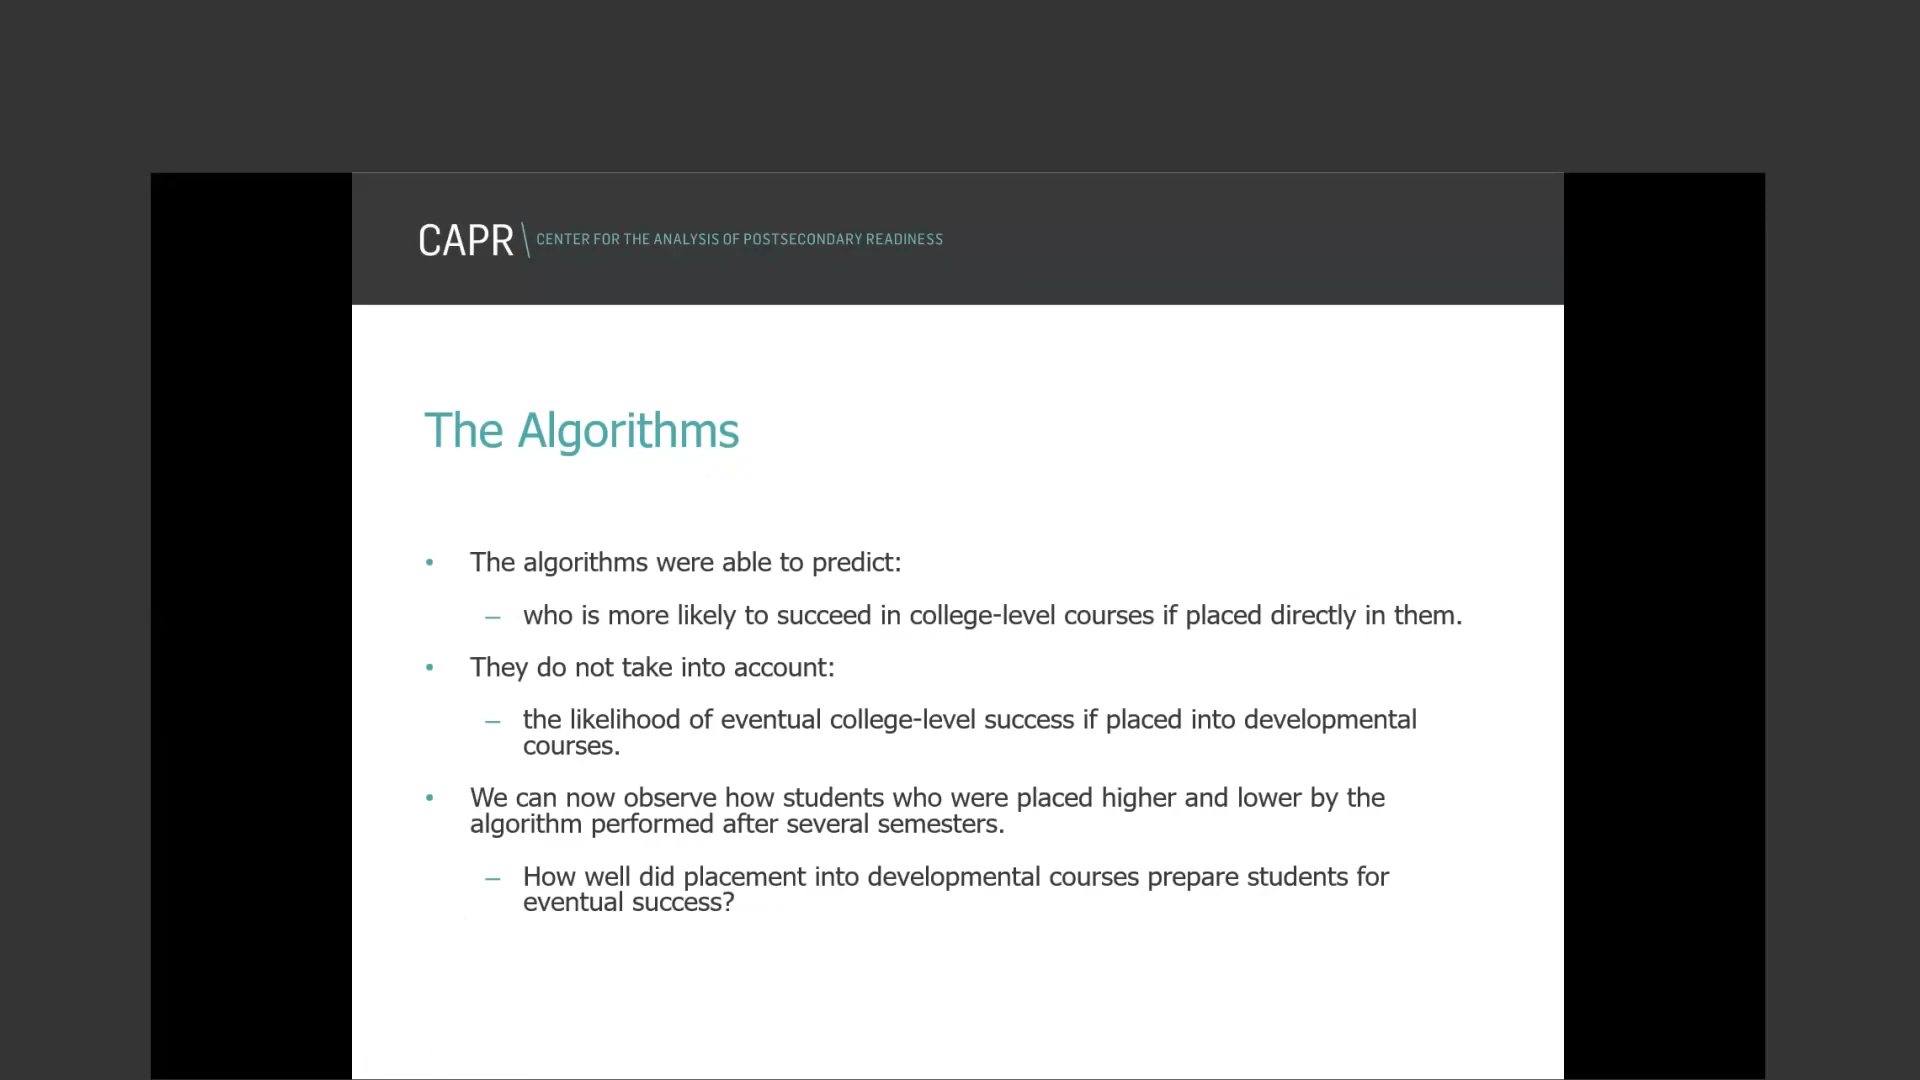 CAPR \ CENTER FOR THE ANALYSIS OF POSTSECONDARY READINESS
The Algorithms
• The algorithms were able to predict:
– who is more likely to succeed in college-level courses if placed directly in them.
• They do not take into account:
– the likelihood of eventual college-level success if placed into developmental
courses.
• We can now observe how students who were placed higher and lower by the
algorithm performed after several semesters.
– How well did placement into developmental courses prepare students for
eventual success?